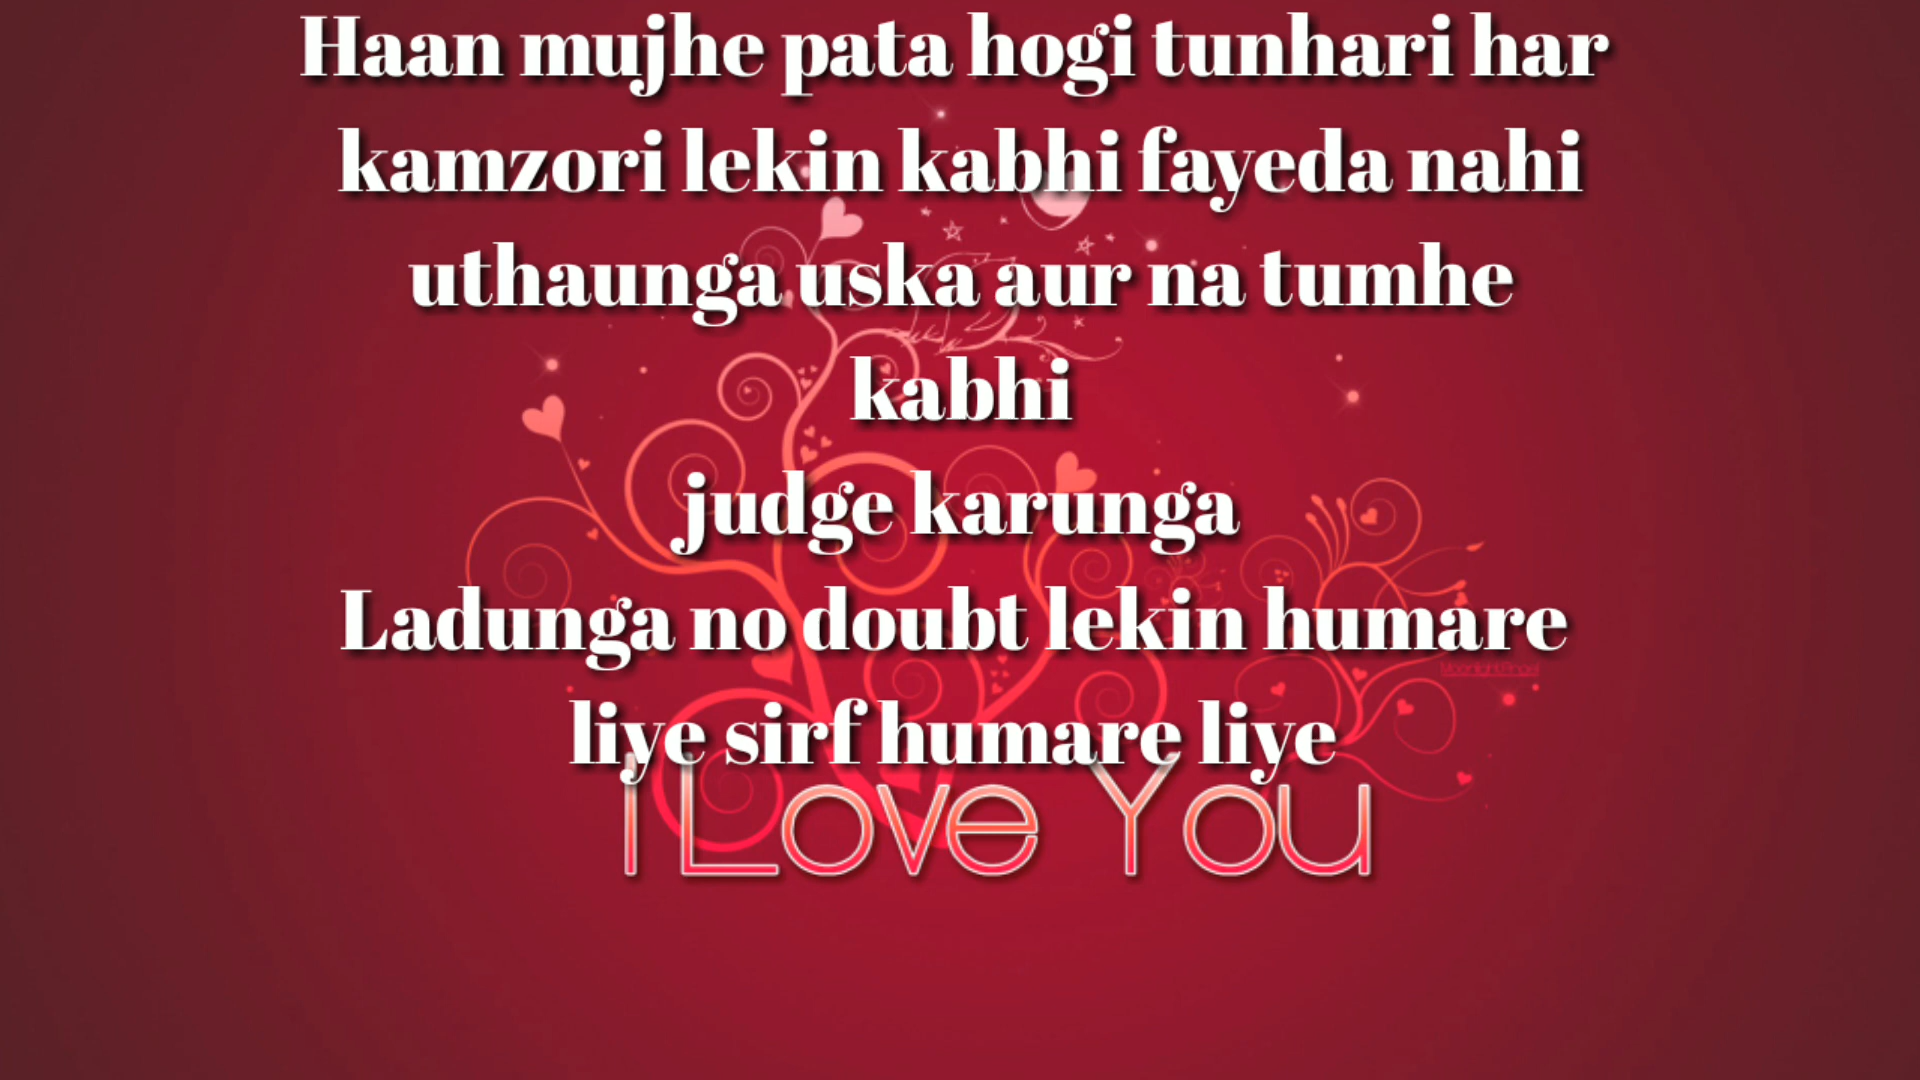 Haan mujhe pata hogi tunhari har
kamzori lekin kabhi fayeda nahi
uthaunga uska aur na tumhe
kabhi
judge karunga
Ladunga no doubt lekin humare
liye sirf humare liye
I Love You